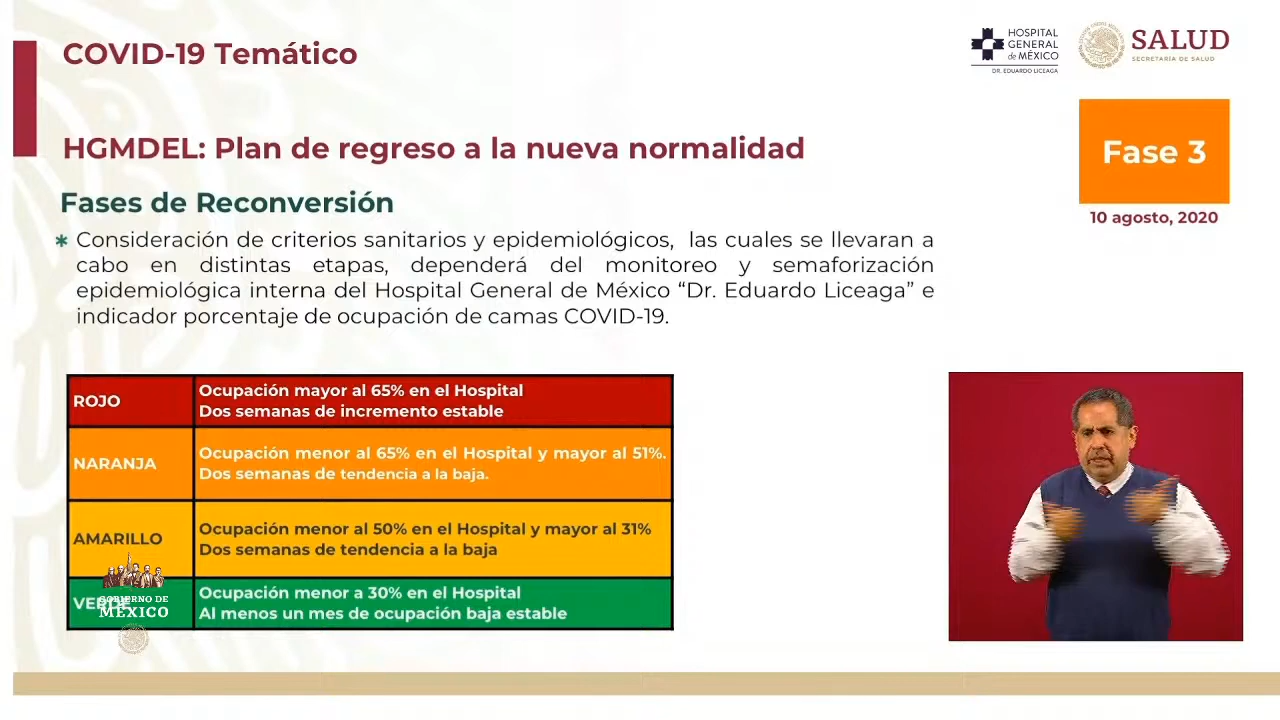 COVID-19 Temático
HOSPITAL
GENERAL
de MÉXICO
DR. EDUARDO LICEAGA
SALUD
SECRETARÍA DE SALUD
HGMDEL: Plan de regreso a la nueva normalidad
Fase 3
10 agosto, 2020
Fases de Reconversión
* Consideración de criterios sanitarios y epidemiológicos, las cuales se llevaran a
cabo en distintas etapas, dependerá del monitoreo y semaforización
epidemiológica interna del Hospital General de México “Dr. Eduardo Liceaga” e
indicador porcentaje de ocupación de camas COVID-19.
ROJO
Ocupación mayor al 65% en el Hospital
Dos semanas de incremento estable
NARANJA
Ocupación menor al 65% en el Hospital y mayor al 51%.
Dos semanas de tendencia a la baja.
AMARILLO
Ocupación menor al 50% en el Hospital y mayor al 31%
Dos semanas de tendencia a la baja
VERDE
Ocupación menor a 30% en el Hospital
Al menos un mes de ocupación baja estable
GOBIERNO DE
MÉXICO